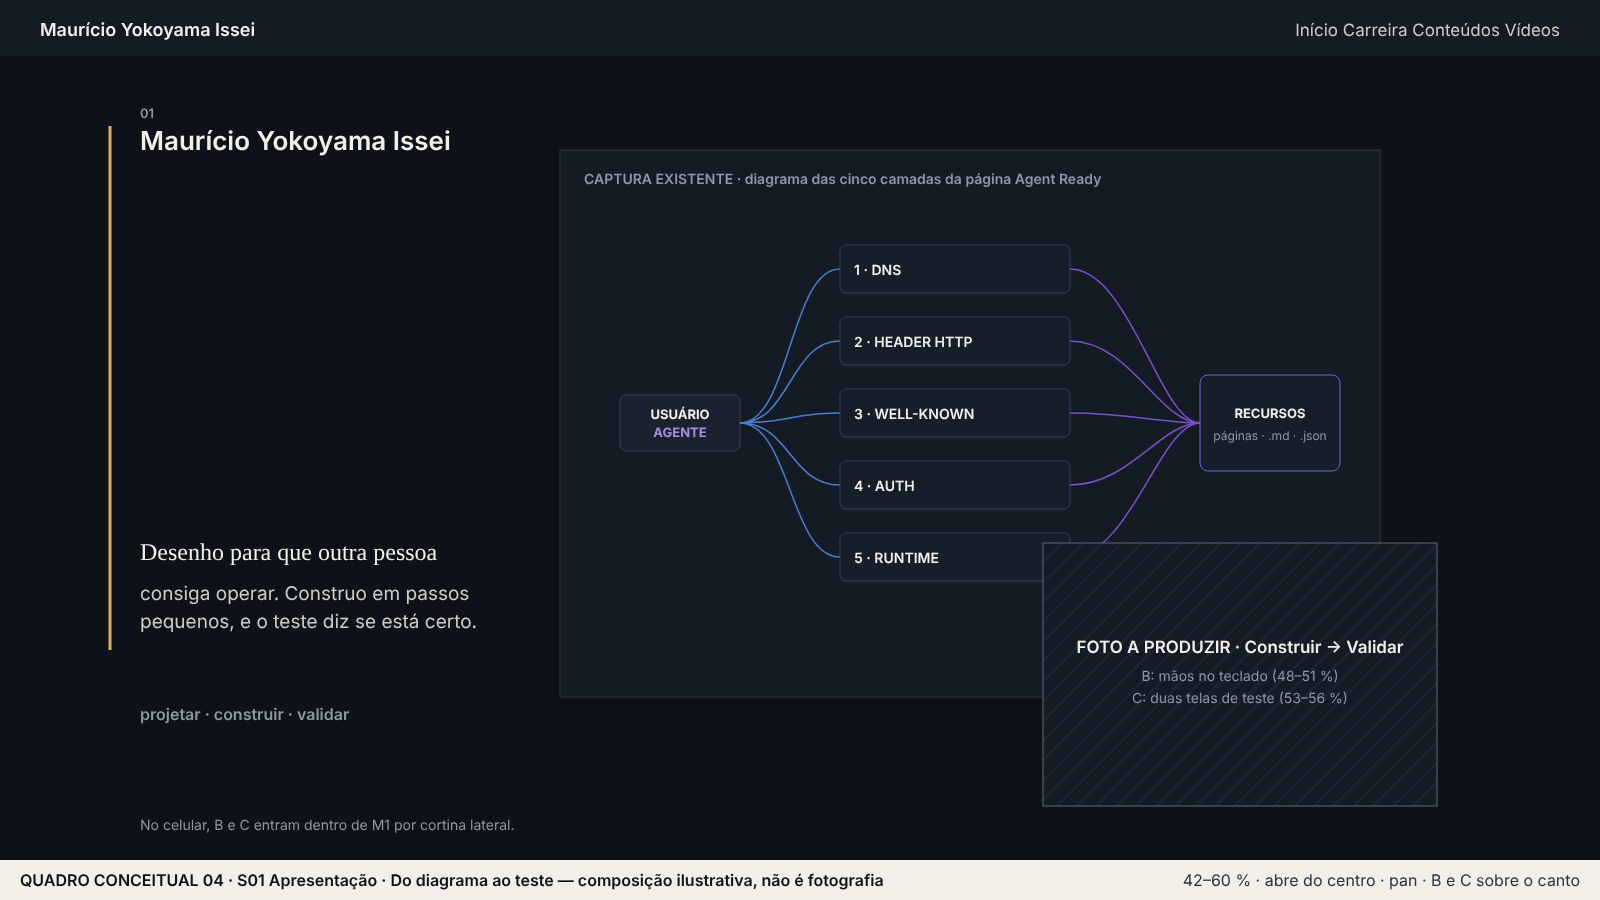 Maurício Yokoyama Issei
Início Carreira Conteúdos Vídeos
01
Maurício Yokoyama Issei
CAPTURA EXISTENTE · diagrama das cinco camadas da página Agent Ready
1 · DNS
2 · HEADER HTTP
3 · WELL-KNOWN
4 · AUTH
5 · RUNTIME
USUÁRIO
AGENTE
RECURSOS
páginas · .md · .json
Desenho para que outra pessoa
consiga operar. Construo em passos
pequenos, e o teste diz se está certo.
FOTO A PRODUZIR · Construir → Validar
B: mãos no teclado (48–51 %)
C: duas telas de teste (53–56 %)
projetar · construir · validar
No celular, B e C entram dentro de M1 por cortina lateral.
QUADRO CONCEITUAL 04 · S01 Apresentação · Do diagrama ao teste — composição ilustrativa, não é fotografia
42–60 % · abre do centro · pan · B e C sobre o canto